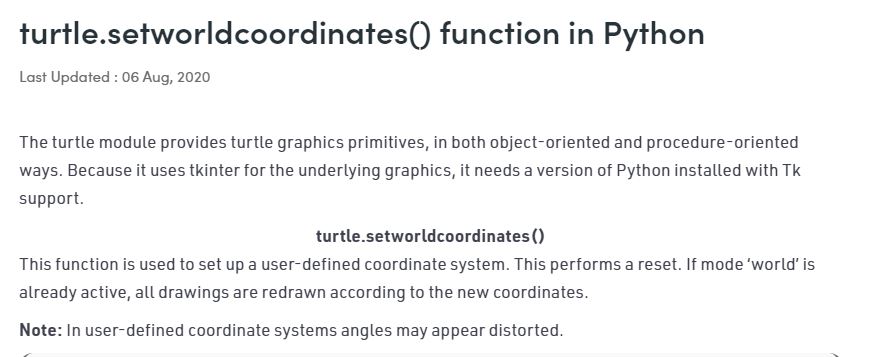 turtle.setworldcoordinates() function in Python
Last Updated : 06 Aug, 2020
The turtle module provides turtle graphics primitives, in both object-oriented and procedure-oriented
ways. Because it uses tkinter for the underlying graphics, it needs a version of Python installed with Tk
support.
turtle.setworldcoordinates()
This function is used to set up a user-defined coordinate system. This performs a reset. If mode ‘world’ is
already active, all drawings are redrawn according to the new coordinates.
Note: In user-defined coordinate systems angles may appear distorted.